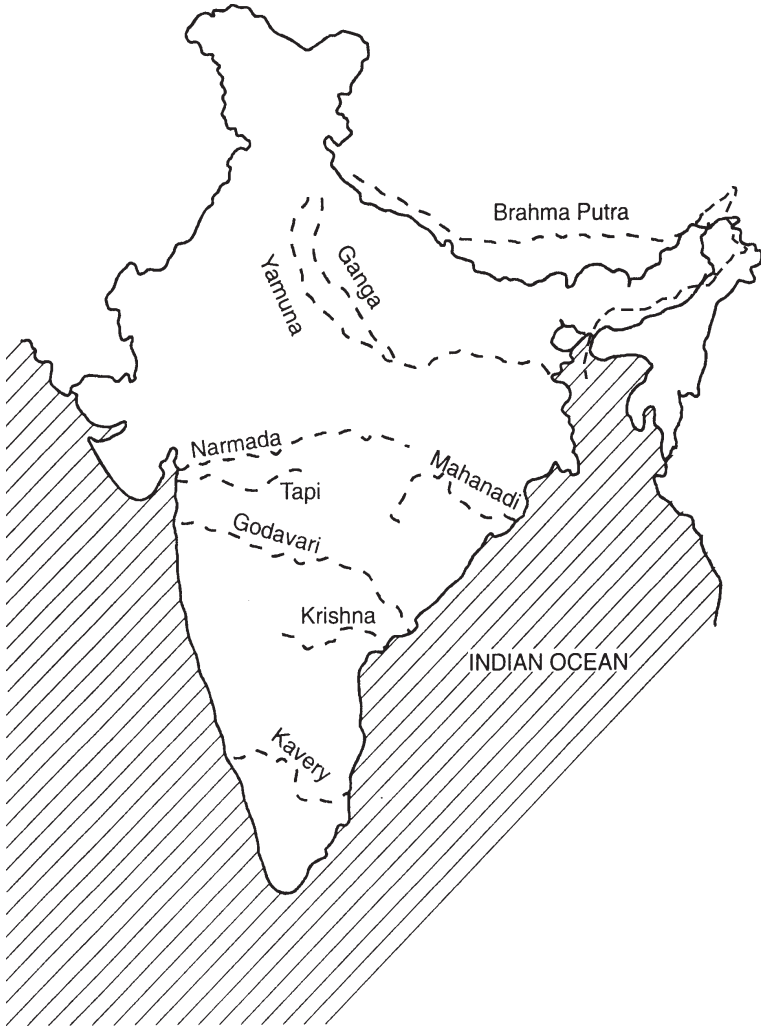 Brahma Putra
Ganga
Yamuna
Narmada
Mahanadi
Tapi
Godavari
Krishna
INDIAN OCEAN
Kavery